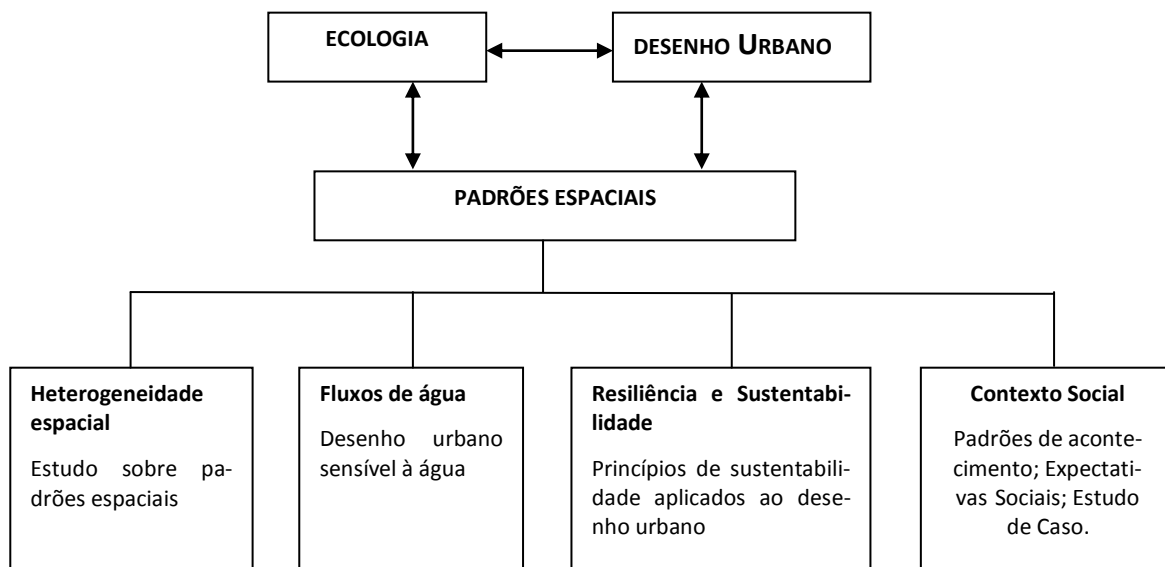 ECOLOGIA
DESENHO URBANO
PADRÕES ESPACIAIS
Heterogeneidade
espacial
Estudo sobre pa-
drões espaciais
Fluxos de água
Desenho urbano
sensível à água
Resiliência e Sustentabi-
lidade
Princípios de sustentabili-
dade aplicados ao dese-
nho urbano
Contexto Social
Padrões de aconte-
cimento; Expectati-
vas Sociais; Estudo
de Caso.